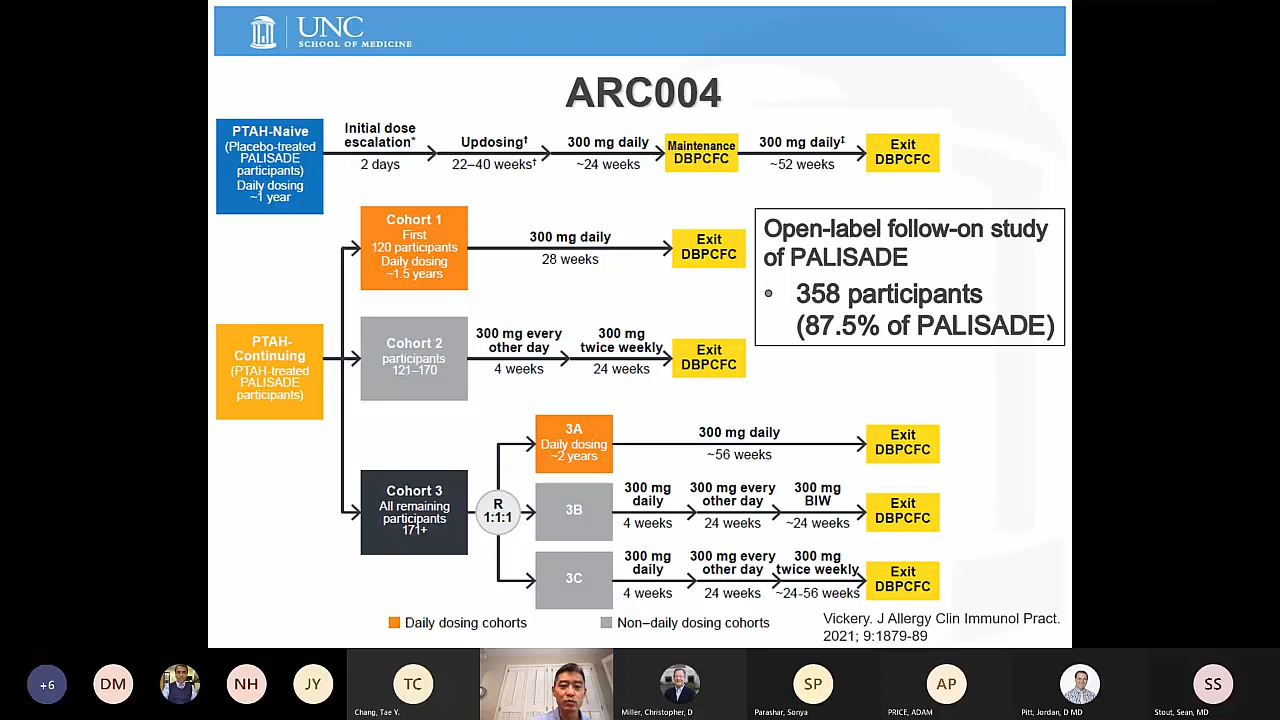 UNC
SCHOOL OF MEDICINE
ARC004
PTAH-Naive
(Placebo-treated
PALISADE
participants)
Daily dosing
~1 year
Initial dose
escalation*
2 days
Updosing†
22–40 weeks†
300 mg daily
~24 weeks
Maintenance
DBPCFC
300 mg daily‡
~52 weeks
Exit
DBPCFC
Cohort 1
First
120 participants
Daily dosing
~1.5 years
300 mg daily
28 weeks
Exit
DBPCFC
Open-label follow-on study
of PALISADE
• 358 participants
(87.5% of PALISADE)
PTAH-
Continuing
(PTAH-treated
PALISADE
participants)
Cohort 2
participants
121–170
300 mg every
other day
4 weeks
300 mg
twice weekly
24 weeks
Exit
DBPCFC
Cohort 3
All remaining
participants
171+
R
1:1:1
3A
Daily dosing
~2 years
300 mg daily
~56 weeks
Exit
DBPCFC
3B
300 mg
daily
4 weeks
300 mg every
other day
24 weeks
300 mg
BIW
~24 weeks
Exit
DBPCFC
3C
300 mg
daily
4 weeks
300 mg every
other day
24 weeks
300 mg
twice weekly
~24-56 weeks
Exit
DBPCFC
Daily dosing cohorts
Non–daily dosing cohorts
Vickery. J Allergy Clin Immunol Pract.
2021; 9:1879-89
+6
DM
NH
JY
TC
Chang, Tae Y.
Miller, Christopher, D
SP
Parashar, Sonya
AP
PRICE, ADAM
Pitt, Jordan, D MD
SS
Stout, Sean, MD